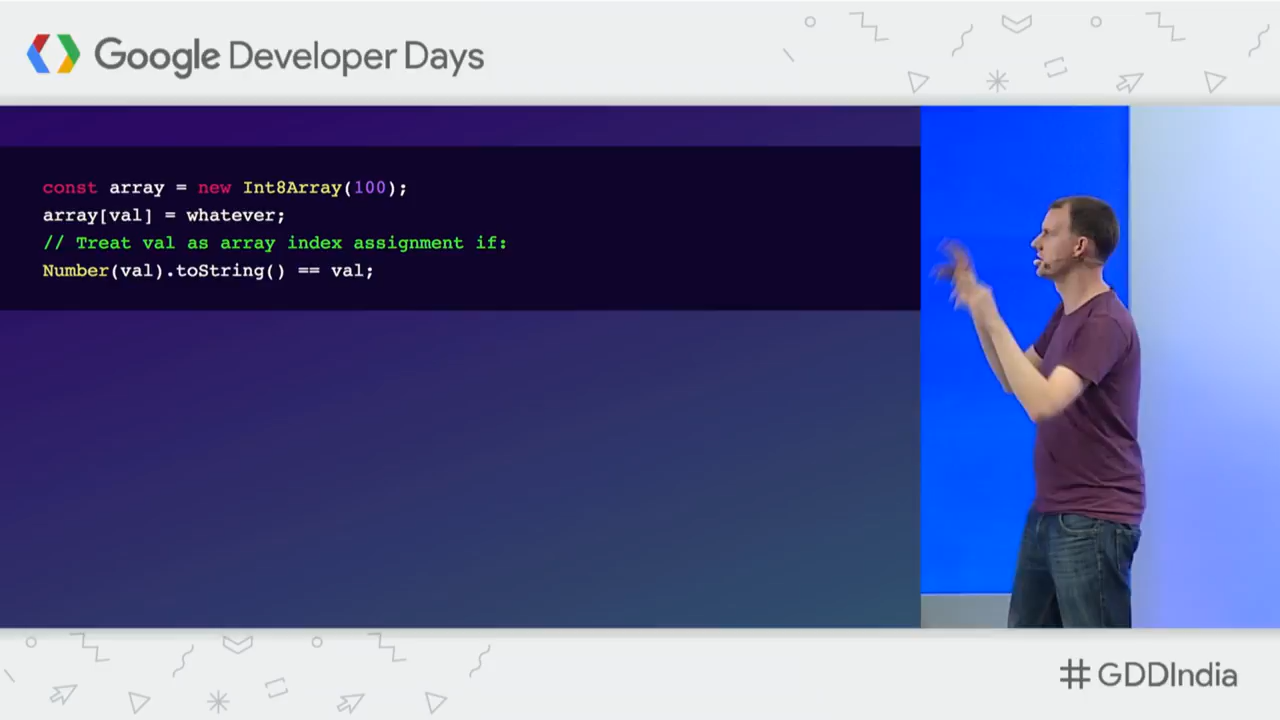 Google Developer Days
const array = new Int8Array(100);
array[val] = whatever;
// Treat val as array index assignment if:
Number(val).toString() == val;
#GDDIndia